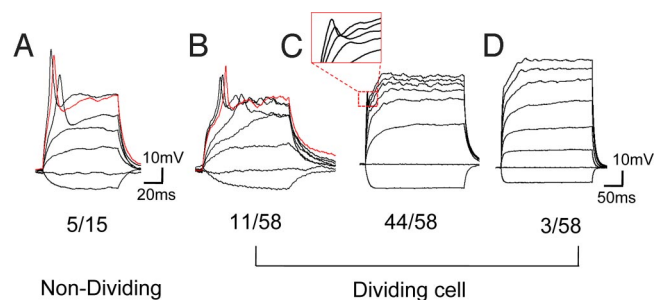 A
B
C
D
10mV
20ms
10mV
50ms
5/15
11/58
44/58
3/58
Non-Dividing
Dividing cell